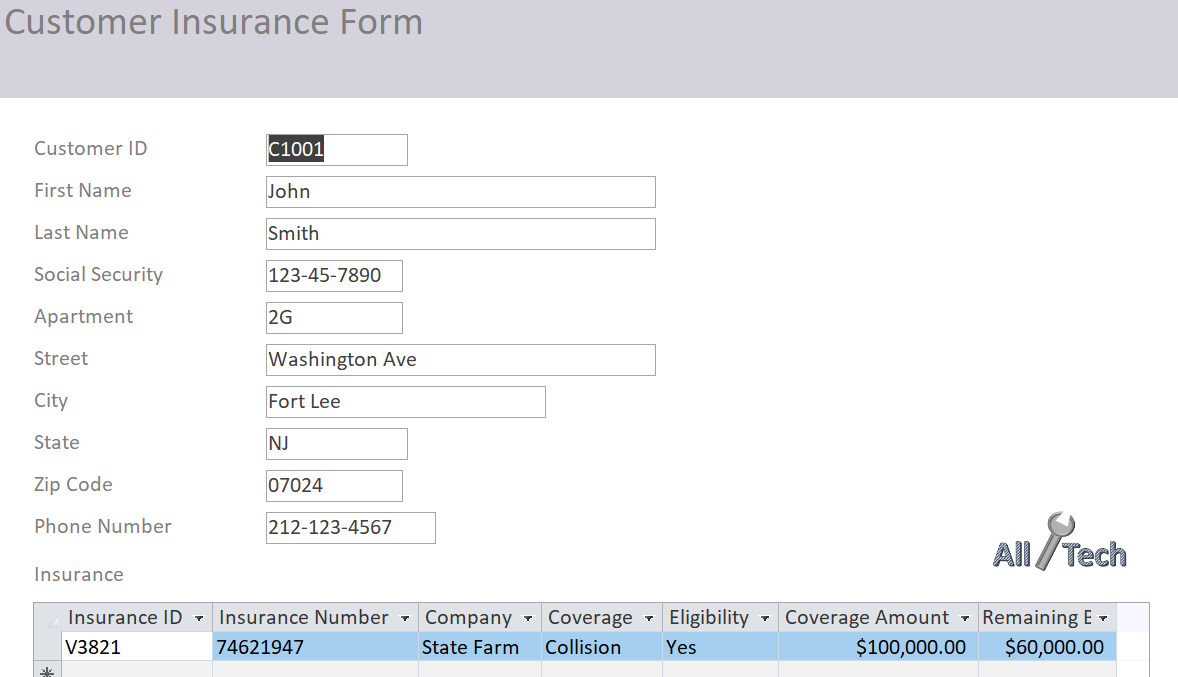 Customer Insurance Form
Customer ID C1001
First Name John
Last Name Smith
Social Security 123-45-7890
Apartment 2G
Street Washington Ave
City Fort Lee
State NJ
Zip Code 07024
Phone Number 212-123-4567
All Tech
Insurance
Insurance ID Insurance Number Company Coverage Eligibility Coverage Amount Remaining
V3821 74621947 State Farm Collision Yes $100,000.00 $60,000.00